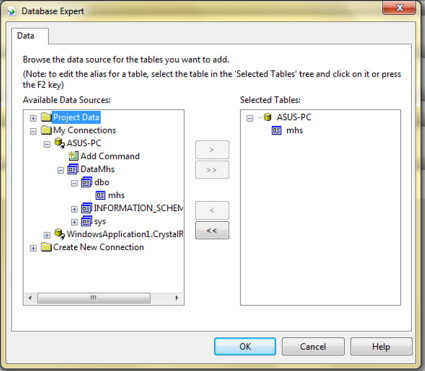 Database Expert
Data
Browse the data source for the tables you want to add.
(Note: to edit the alias for a table, select the table in the 'Selected Tables' tree and click on it or press
the F2 key)
Available Data Sources:
Selected Tables:
Project Data
My Connections
ASUS-PC
Add Command
DataMhs
dbo
mhs
INFORMATION_SCHEM
sys
WindowsApplication1.CrystalR
Create New Connection
>
>>
<
<<
ASUS-PC
mhs
OK
Cancel
Help